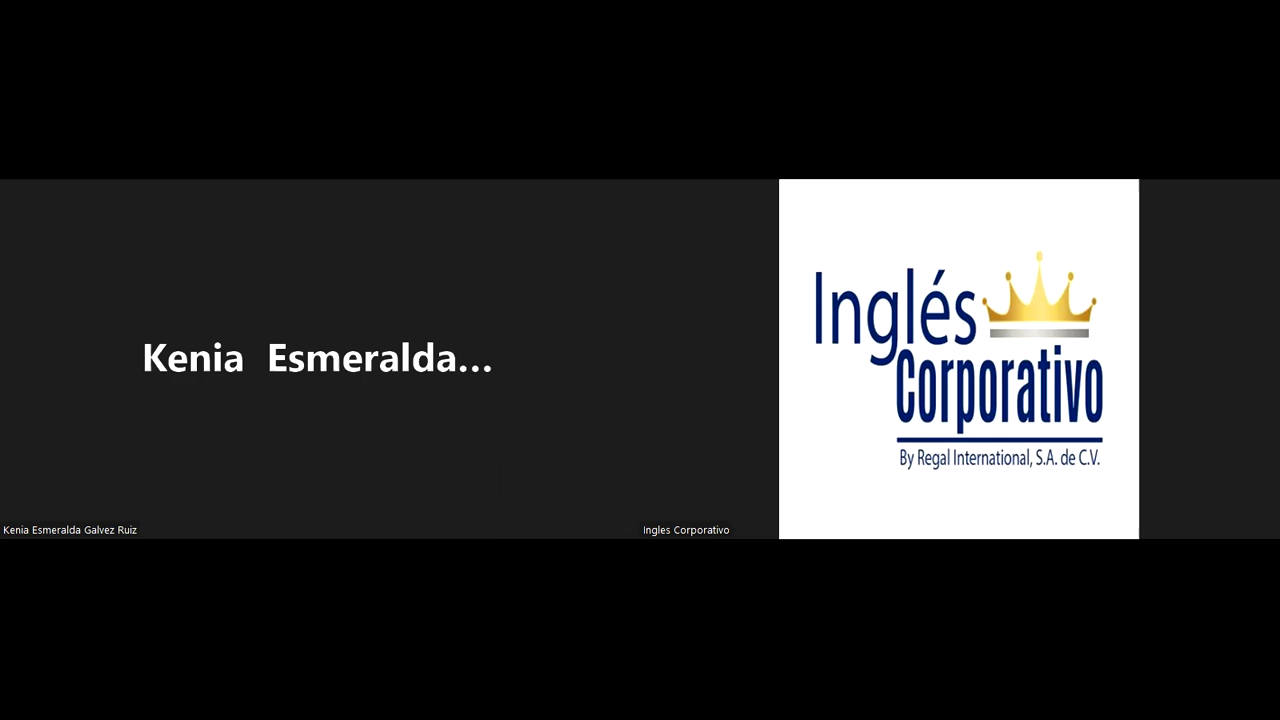 Kenia Esmeralda...
Kenia Esmeralda Galvez Ruiz
Inglés
Corporativo
By Regal International, S.A. de C.V.
Ingles Corporativo